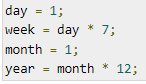 day = 1;
week = day * 7;
month = 1;
year = month * 12;